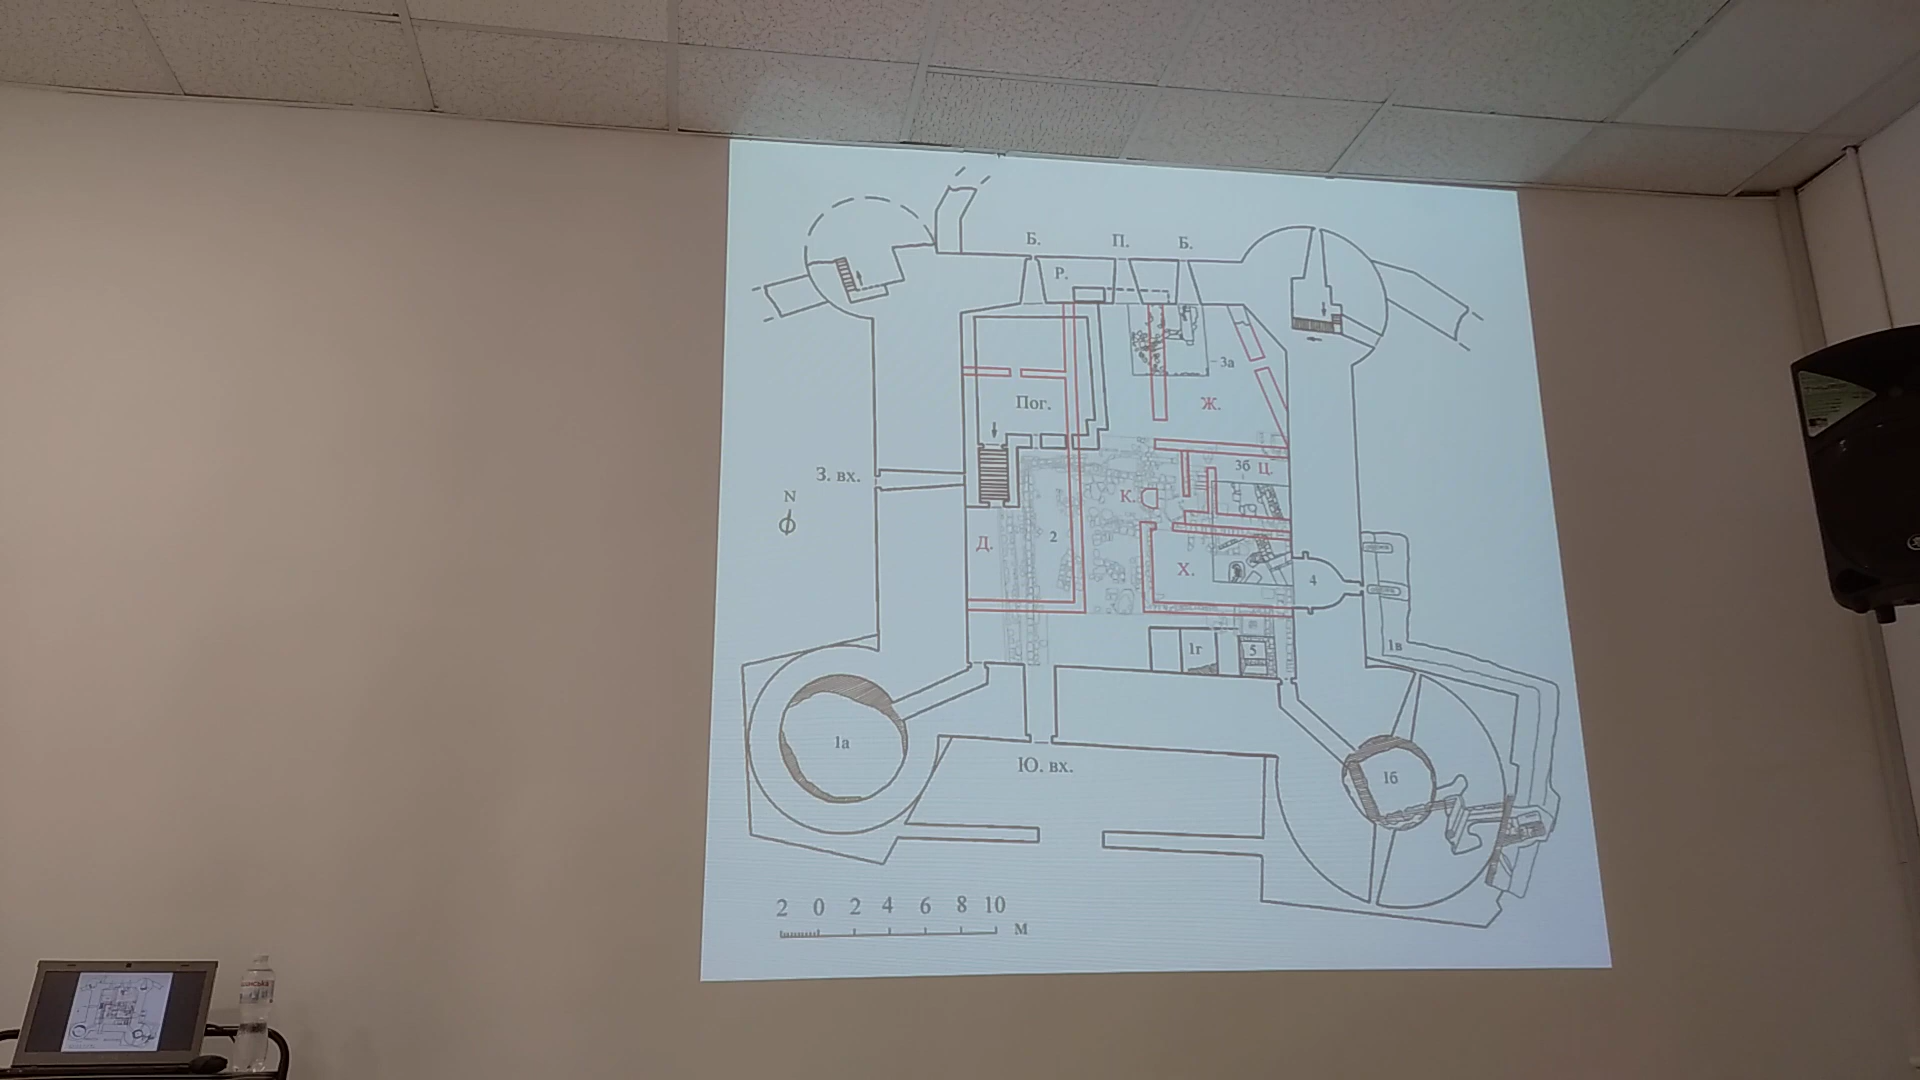 Б. П. Б.
Р.
3а
Пог.
Ж.
З. вх.
3б Ц.
N
К.
Д.
2
Х.
4
1г
5
1в
1а
Ю. вх.
1б
2 0 2 4 6 8 10
М